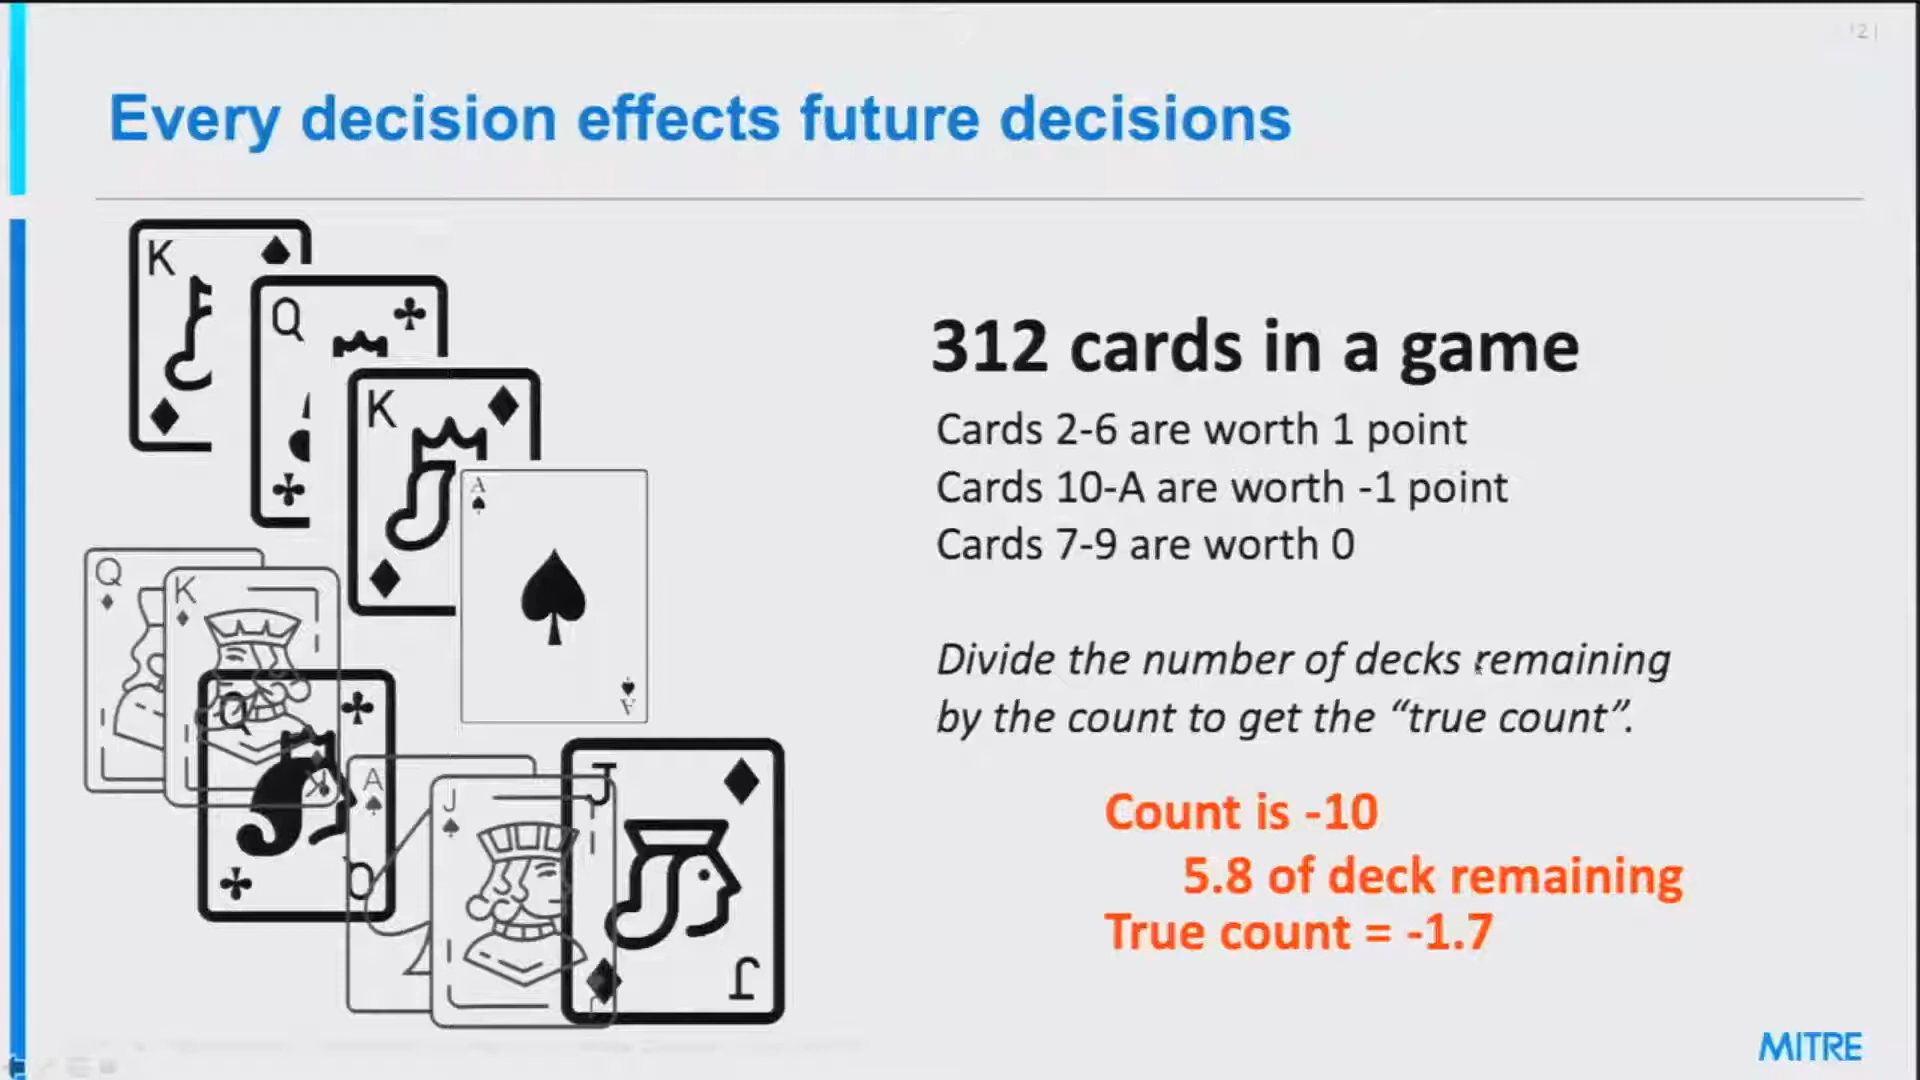 12 |
Every decision effects future decisions
K
Q
K
A
A
Q
K
K
Q
Q
A
J
J
J
312 cards in a game
Cards 2-6 are worth 1 point
Cards 10-A are worth -1 point
Cards 7-9 are worth 0
Divide the number of decks remaining
by the count to get the “true count”.
Count is -10
5.8 of deck remaining
True count = -1.7
MITRE